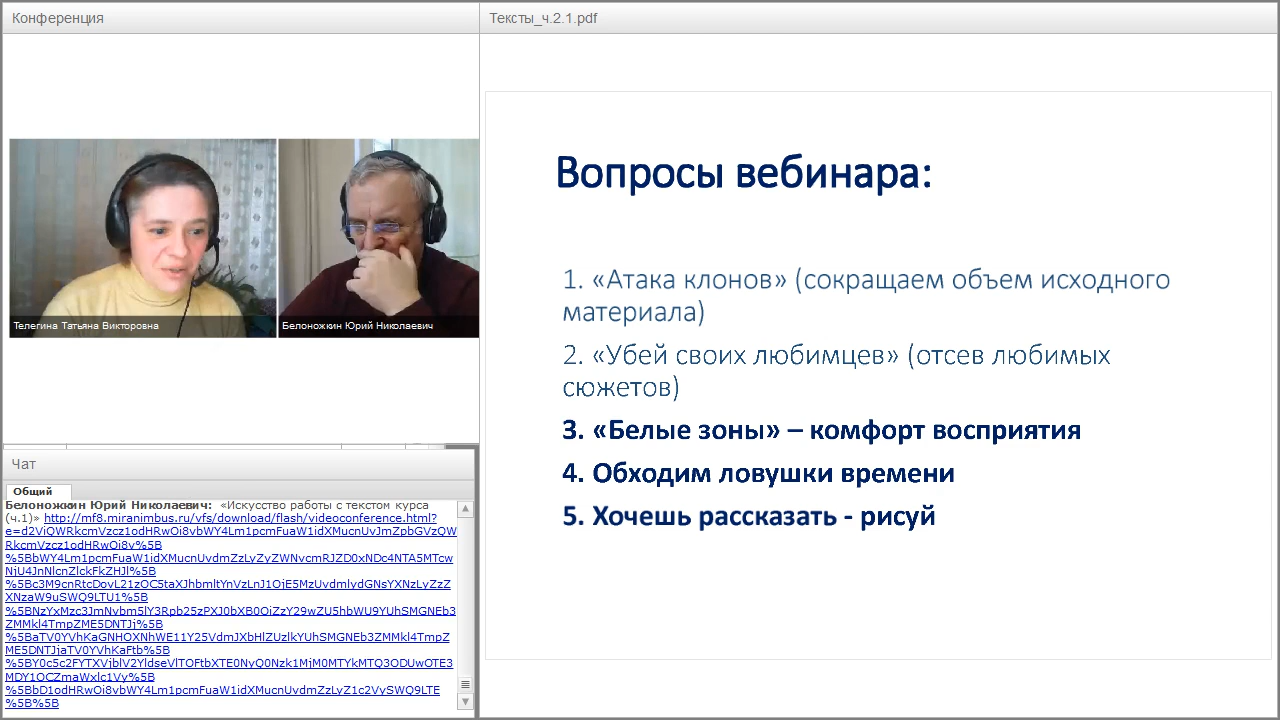 Конференция
Тексты_ч.2.1.pdf
Телегина Татьяна Викторовна
Белоножкин Юрий Николаевич
Вопросы вебинара:
1. «Атака клонов» (сокращаем объем исходного
материала)
2. «Убей своих любимцев» (отсев любимых
сюжетов)
3. «Белые зоны» – комфорт восприятия
4. Обходим ловушки времени
5. Хочешь рассказать - рисуй
Чат
Общий
Белоножкин Юрий Николаевич: «Искусство работы с текстом курса
(ч.1)» http://mf8.miranimbus.ru/vfs/download/flash/videoconference.html?